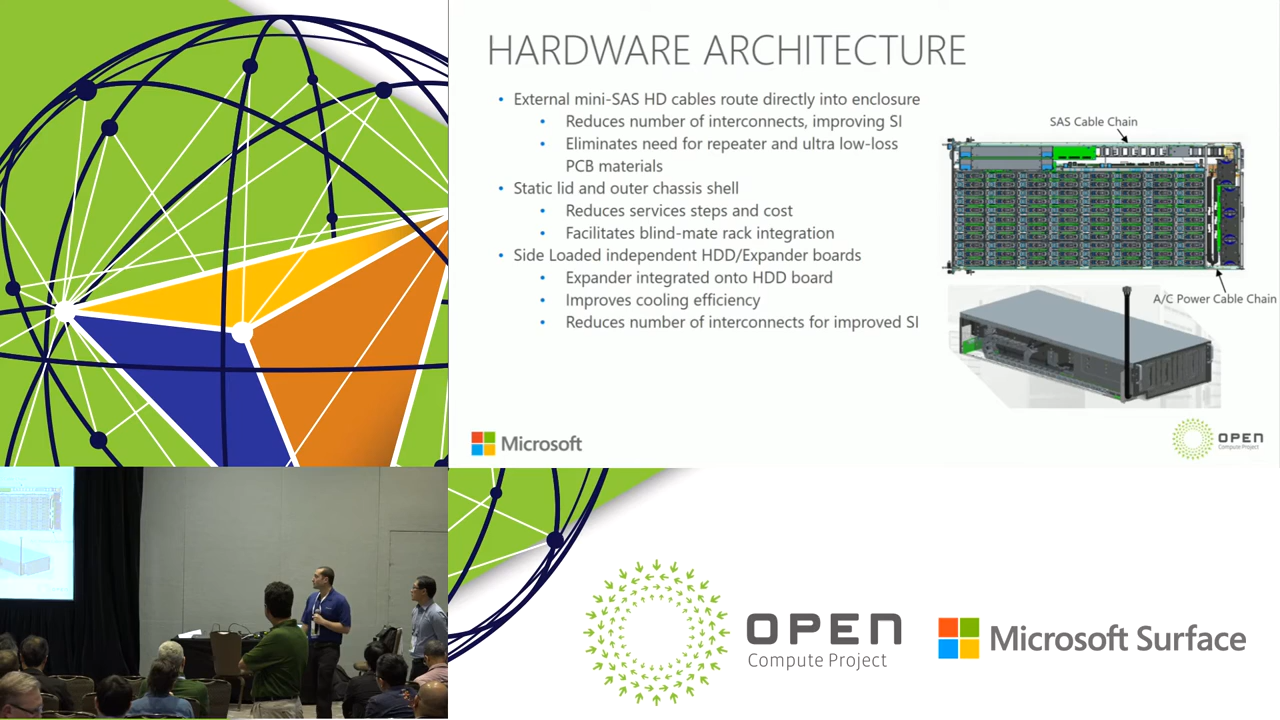 HARDWARE ARCHITECTURE
• External mini-SAS HD cables route directly into enclosure
• Reduces number of interconnects, improving SI
• Eliminates need for repeater and ultra low-loss
PCB materials
• Static lid and outer chassis shell
• Reduces services steps and cost
• Facilitates blind-mate rack integration
• Side Loaded independent HDD/Expander boards
• Expander integrated onto HDD board
• Improves cooling efficiency
• Reduces number of interconnects for improved SI
SAS Cable Chain
A/C Power Cable Chain
Microsoft
OPEN
Compute Project
OPEN
Compute Project
Microsoft Surface